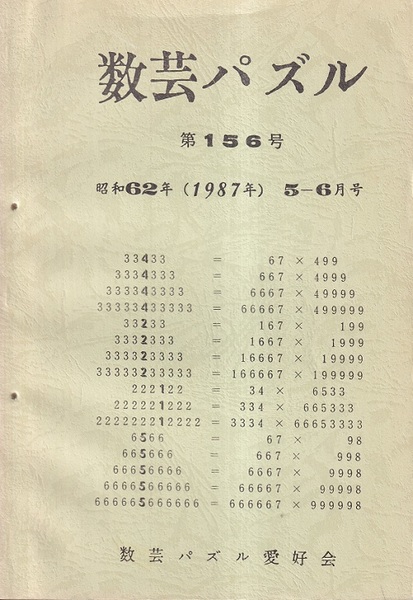 数芸パズル
第156号
昭和62年(1987年) 5-6月号
33433 = 67 × 499
3334333 = 667 × 4999
333343333 = 6667 × 49999
33333433333 = 66667 × 499999
33233 = 167 × 199
3332333 = 1667 × 1999
333323333 = 16667 × 19999
33333233333 = 166667 × 199999
222122 = 34 × 6533
222221222 = 334 × 665333
222222212222 = 3334 × 66653333
6566 = 67 × 98
665666 = 667 × 998
66656666 = 6667 × 9998
6666566666 = 66667 × 99998
666665666666 = 666667 × 999998
数芸パズル愛好会